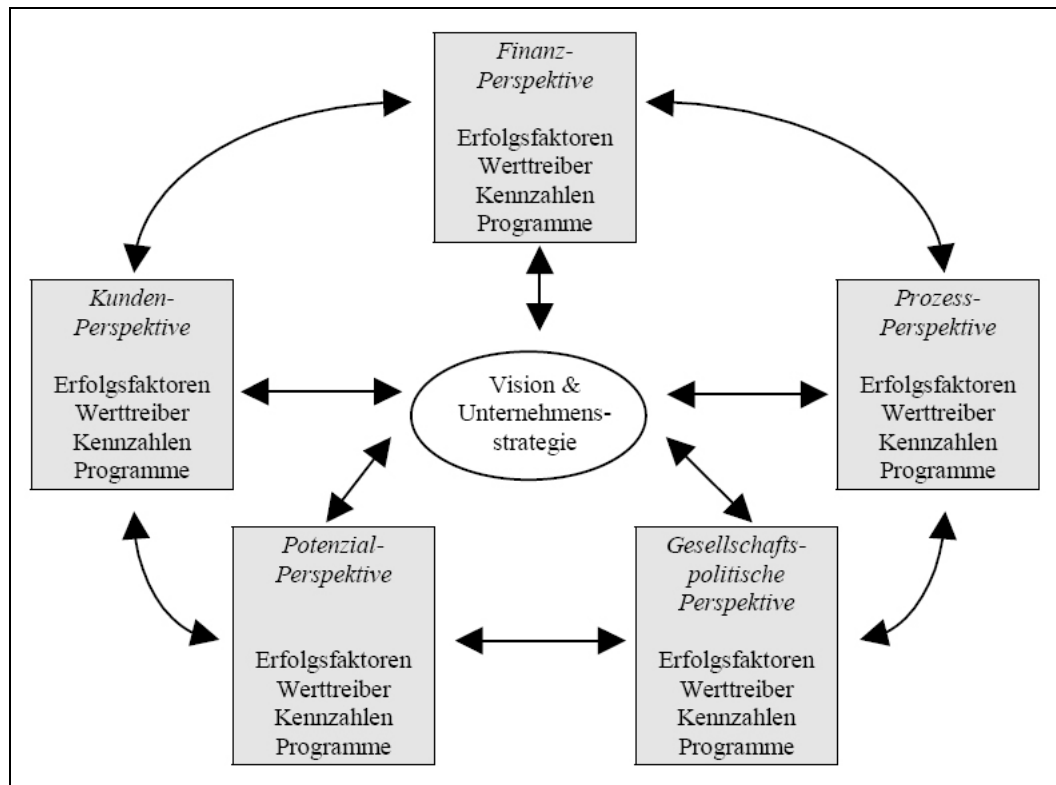 Finanz-
Perspektive
Erfolgsfaktoren
Werttreiber
Kennzahlen
Programme
Kunden-
Perspektive
Erfolgsfaktoren
Werttreiber
Kennzahlen
Programme
Vision &
Unternehmens-
strategie
Prozess-
Perspektive
Erfolgsfaktoren
Werttreiber
Kennzahlen
Programme
Potenzial-
Perspektive
Erfolgsfaktoren
Werttreiber
Kennzahlen
Programme
Gesellschafts-
politische
Perspektive
Erfolgsfaktoren
Werttreiber
Kennzahlen
Programme